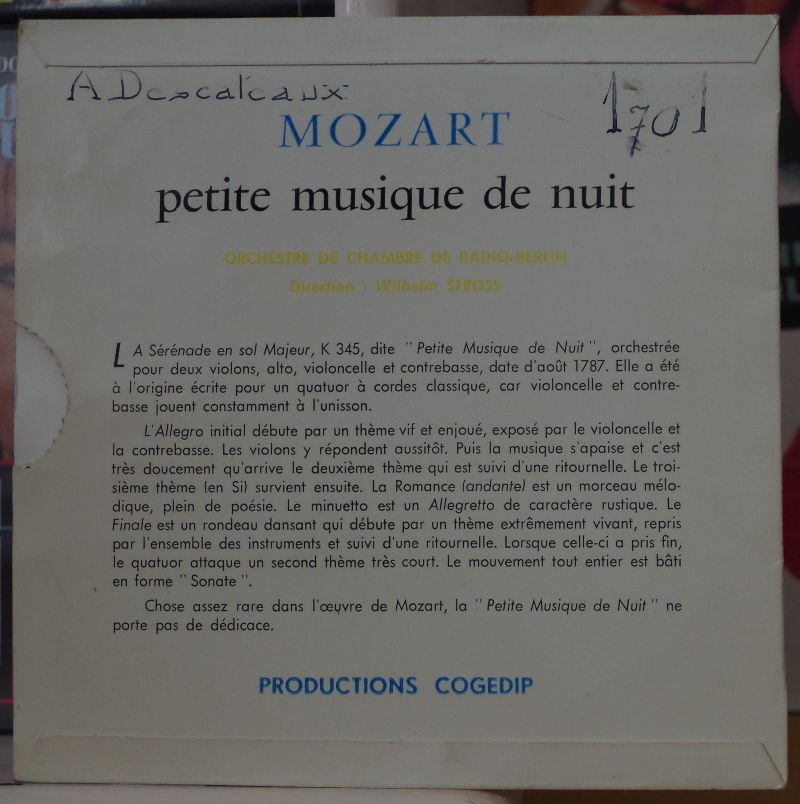 A Descateaux
1701
MOZART
petite musique de nuit
ORCHESTRE DE CHAMBRE DE RADIO-BERLIN
Direction : Wilhelm STROSS
LA Sérénade en sol Majeur, K 345, dite "Petite Musique de Nuit", orchestrée
pour deux violons, alto, violoncelle et contrebasse, date d'août 1787. Elle a été
à l'origine écrite pour un quatuor à cordes classique, car violoncelle et contre-
basse jouent constamment à l'unisson.
L'Allegro initial débute par un thème vif et enjoué, exposé par le violoncelle et
la contrebasse. Les violons y répondent aussitôt. Puis la musique s'apaise et c'est
très doucement qu'arrive le deuxième thème qui est suivi d'une ritournelle. Le troi-
sième thème (en Si) survient ensuite. La Romance (andante) est un morceau mélo-
dique, plein de poésie. Le minuetto est un Allegretto de caractère rustique. Le
Finale est un rondeau dansant qui débute par un thème extrêmement vivant, repris
par l'ensemble des instruments et suivi d'une ritournelle. Lorsque celle-ci a pris fin,
le quatuor attaque un second thème très court. Le mouvement tout entier est bâti
en forme "Sonate".
Chose assez rare dans l'œuvre de Mozart, la "Petite Musique de Nuit" ne
porte pas de dédicace.
PRODUCTIONS COGEDIP